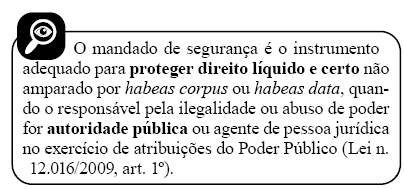 O mandado de segurança é o instrumento
adequado para proteger direito líquido e certo não
amparado por habeas corpus ou habeas data, quan-
do o responsável pela ilegalidade ou abuso de poder
for autoridade pública ou agente de pessoa jurídica
no exercício de atribuições do Poder Público (Lei n.
12.016/2009, art. 1º).